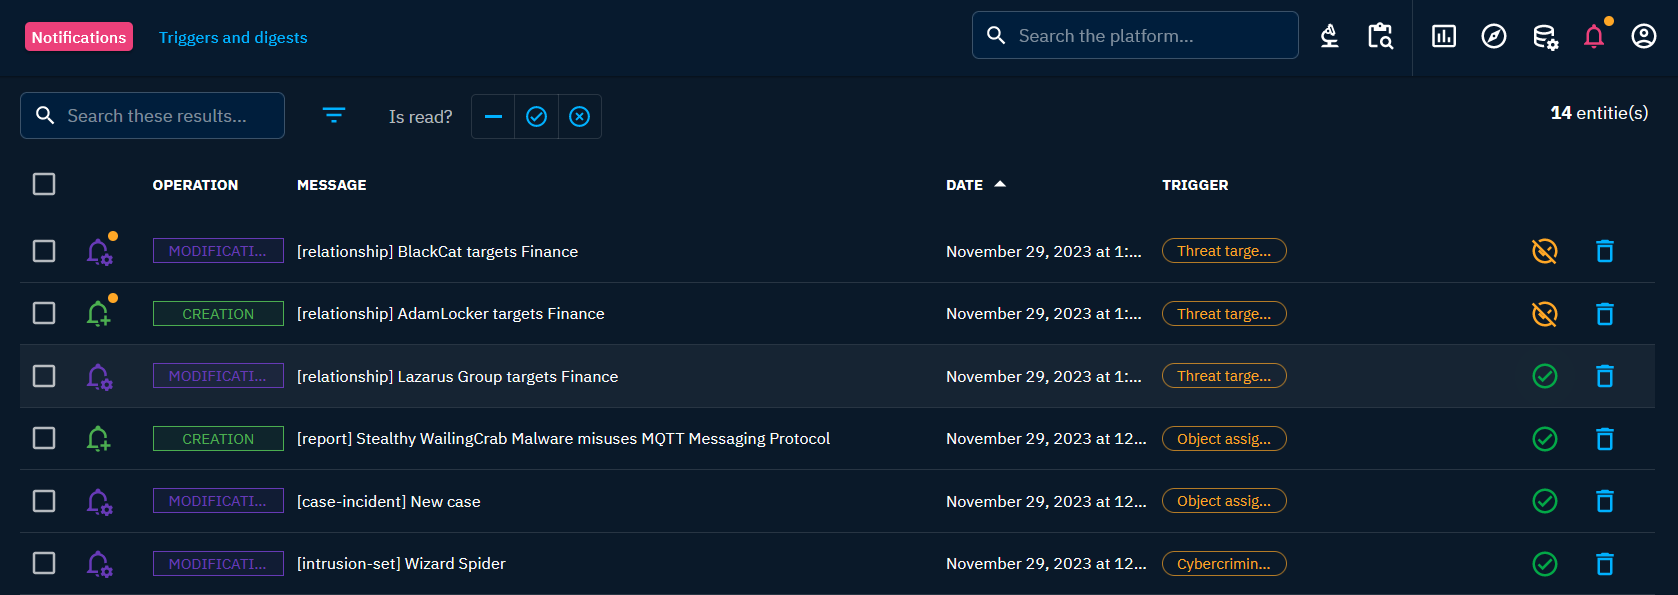 Notifications Triggers and digests Search the platform...
Search these results... Is read? 14 entitie(s)
OPERATION MESSAGE DATE TRIGGER
MODIFICATI... [relationship] BlackCat targets Finance November 29, 2023 at 1:... Threat targe...
CREATION [relationship] AdamLocker targets Finance November 29, 2023 at 1:... Threat targe...
MODIFICATI... [relationship] Lazarus Group targets Finance November 29, 2023 at 1:... Threat targe...
CREATION [report] Stealthy WailingCrab Malware misuses MQTT Messaging Protocol November 29, 2023 at 12... Object assig...
MODIFICATI... [case-incident] New case November 29, 2023 at 12... Object assig...
MODIFICATI... [intrusion-set] Wizard Spider November 29, 2023 at 12... Cybercrimin...